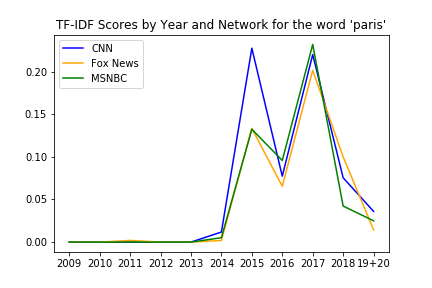 TF-IDF Scores by Year and Network for the word 'paris'
CNN
Fox News
MSNBC
0.20
0.15
0.10
0.05
0.00
2009 2010 2011 2012 2013 2014 2015 2016 2017 2018 19+20